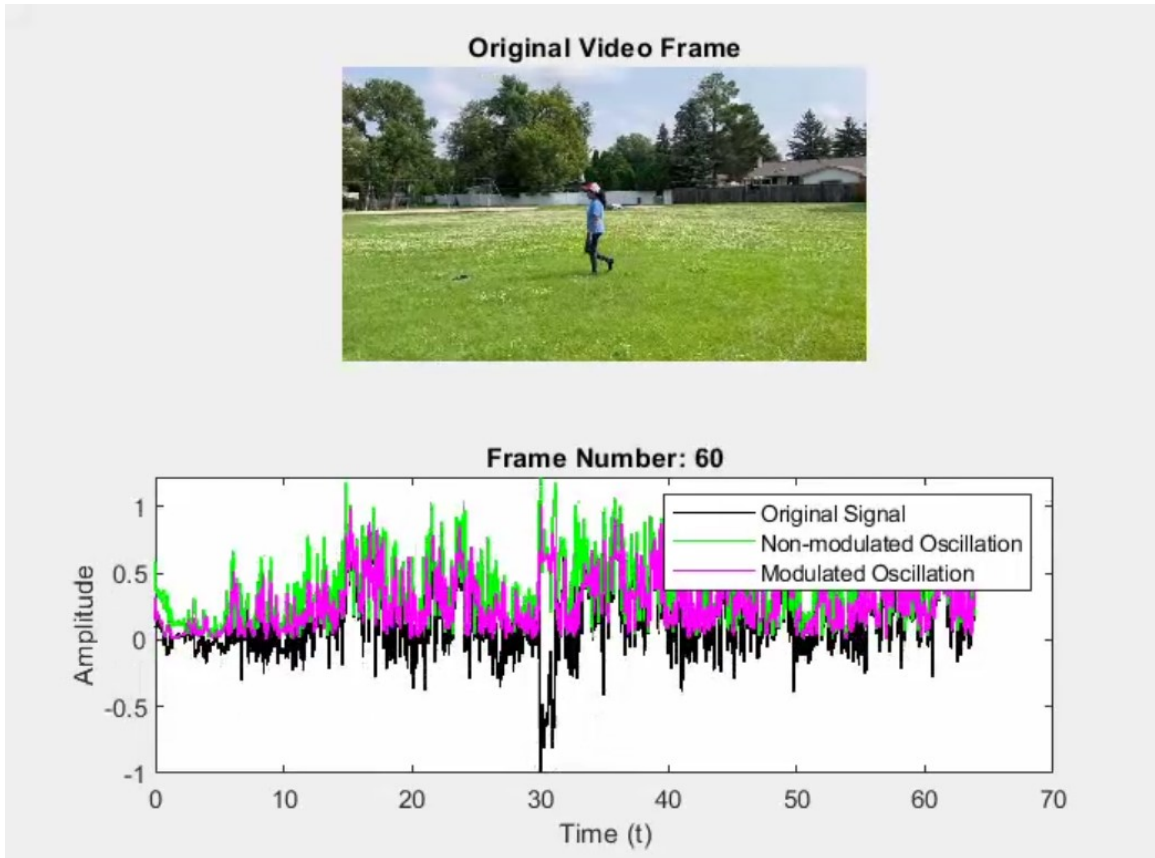 Original Video Frame
Frame Number: 60
1
0.5
0
-0.5
-1
Amplitude
Original Signal
Non-modulated Oscillation
Modulated Oscillation
0 10 20 30 40 50 60 70
Time (t)